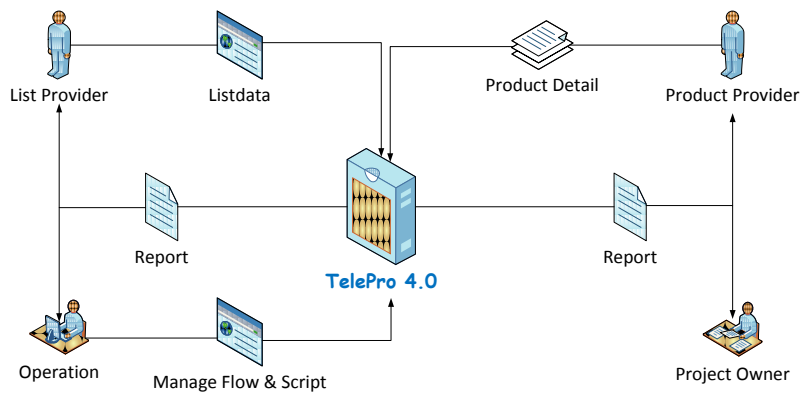 List Provider
Listdata
Product Detail
Product Provider
Report
Report
TelePro 4.0
Operation
Manage Flow & Script
Project Owner